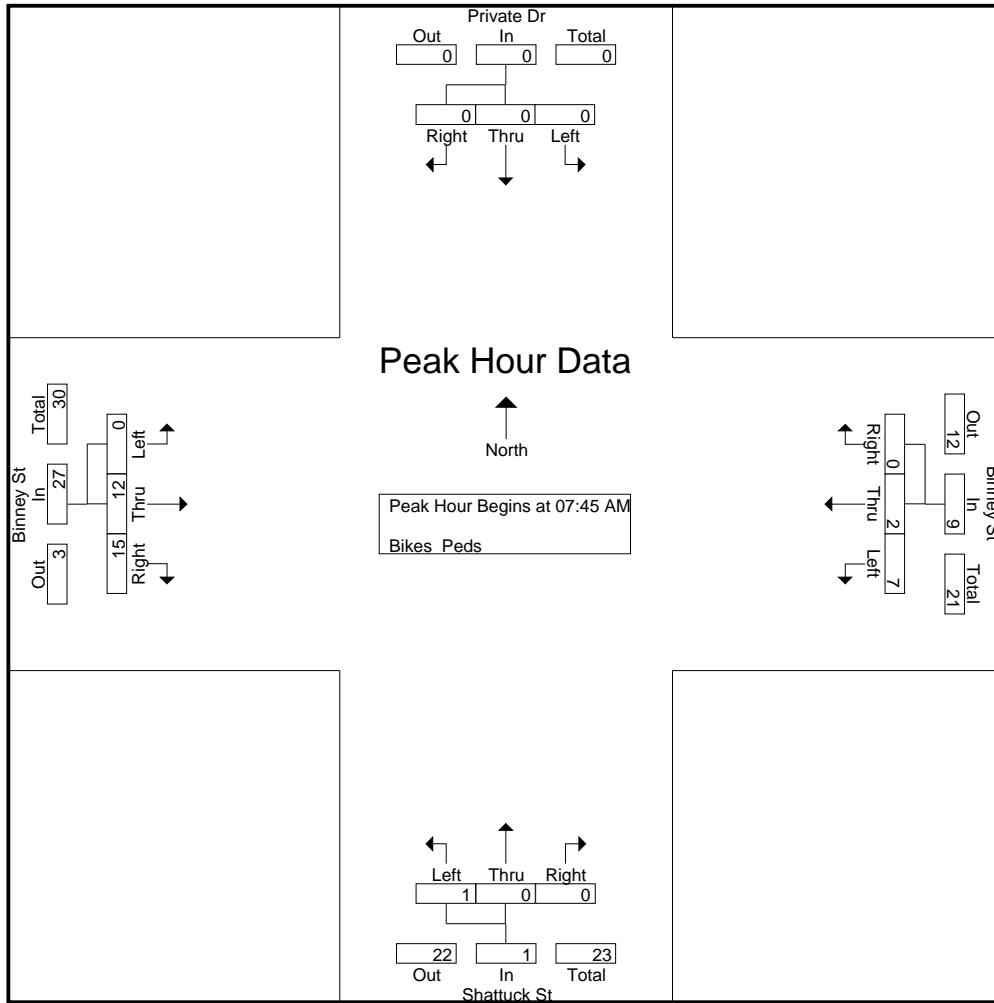 Private Dr
Out In Total
0 0 0
0 0 0
Right Thru Left
Peak Hour Data
North
Peak Hour Begins at 07:45 AM
Bikes Peds
Binney St
Total In Out
30 27 3
0 12 15
Left Thru Right
Right Thru Left
0 2 7
12 9 21
Out In Total
Binney St
Left Thru Right
1 0 0
22 1 23
Out In Total
Shattuck St